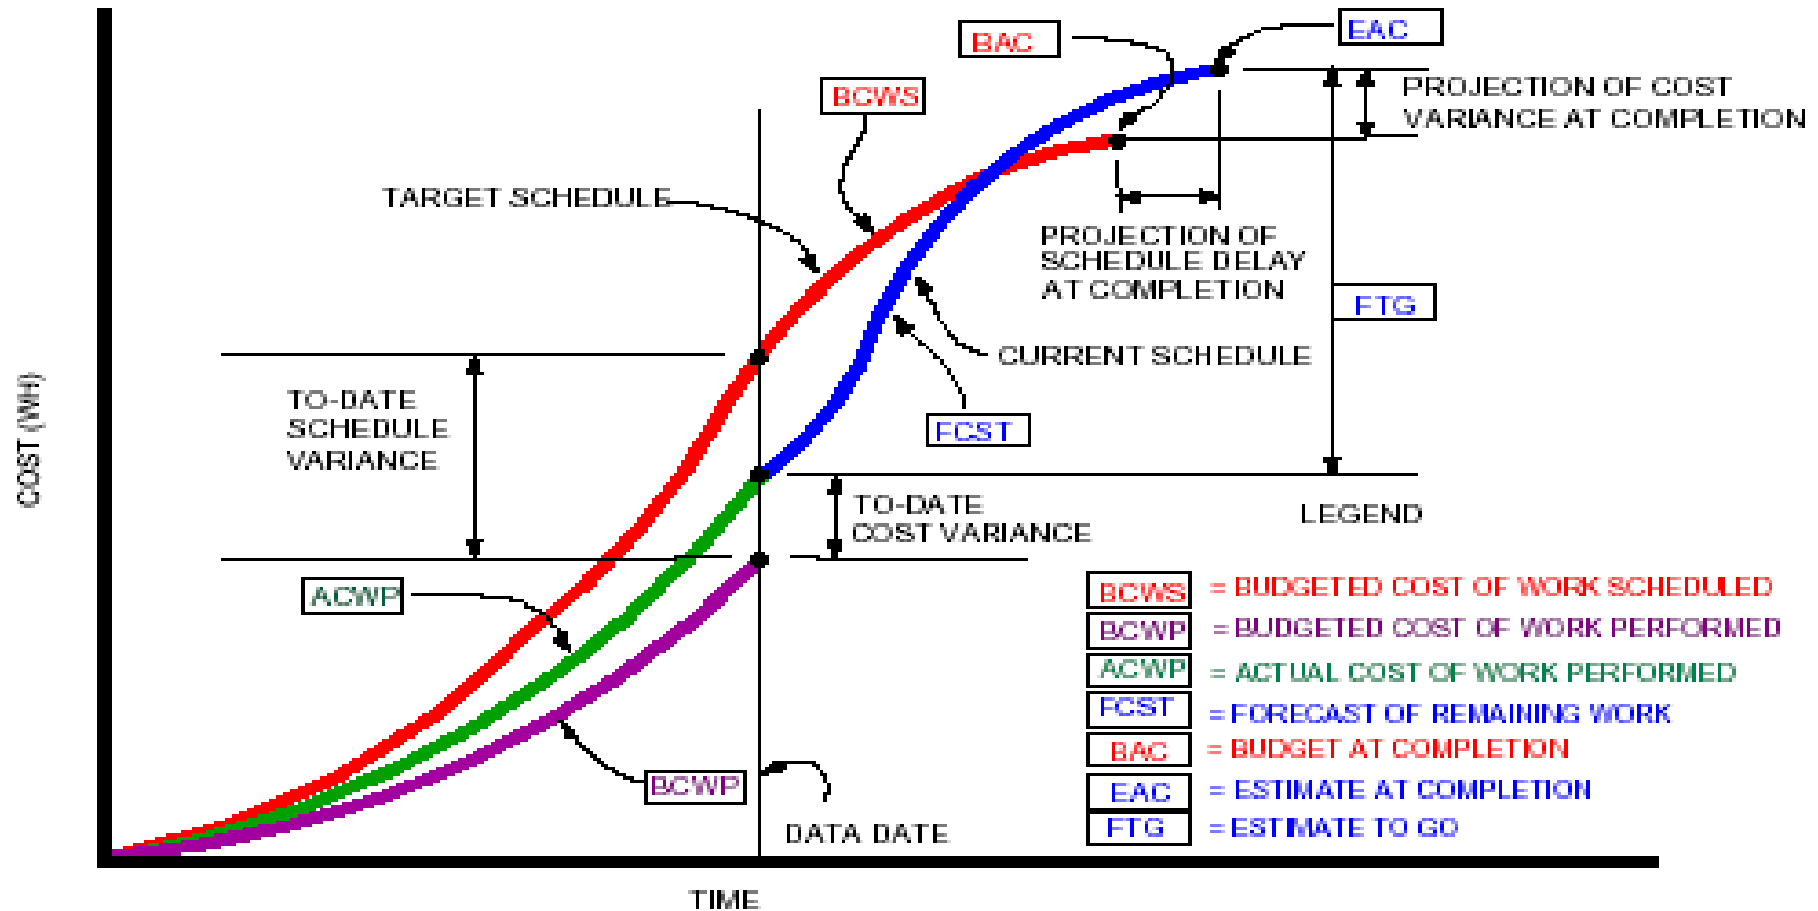 EAC
BAC
PROJECTION OF COST
VARIANCE AT COMPLETION
BCWS
TARGET SCHEDULE
PROJECTION OF
SCHEDULE DELAY
AT COMPLETION
FTG
CURRENT SCHEDULE
TO-DATE
SCHEDULE
VARIANCE
FCST
COST (WH)
TO-DATE
COST VARIANCE
LEGEND
ACWP
BCWS = BUDGETED COST OF WORK SCHEDULED
BCWP = BUDGETED COST OF WORK PERFORMED
ACWP = ACTUAL COST OF WORK PERFORMED
FCST = FORECAST OF REMAINING WORK
BAC = BUDGET AT COMPLETION
EAC = ESTIMATE AT COMPLETION
FTG = ESTIMATE TO GO
BCWP
DATA DATE
TIME